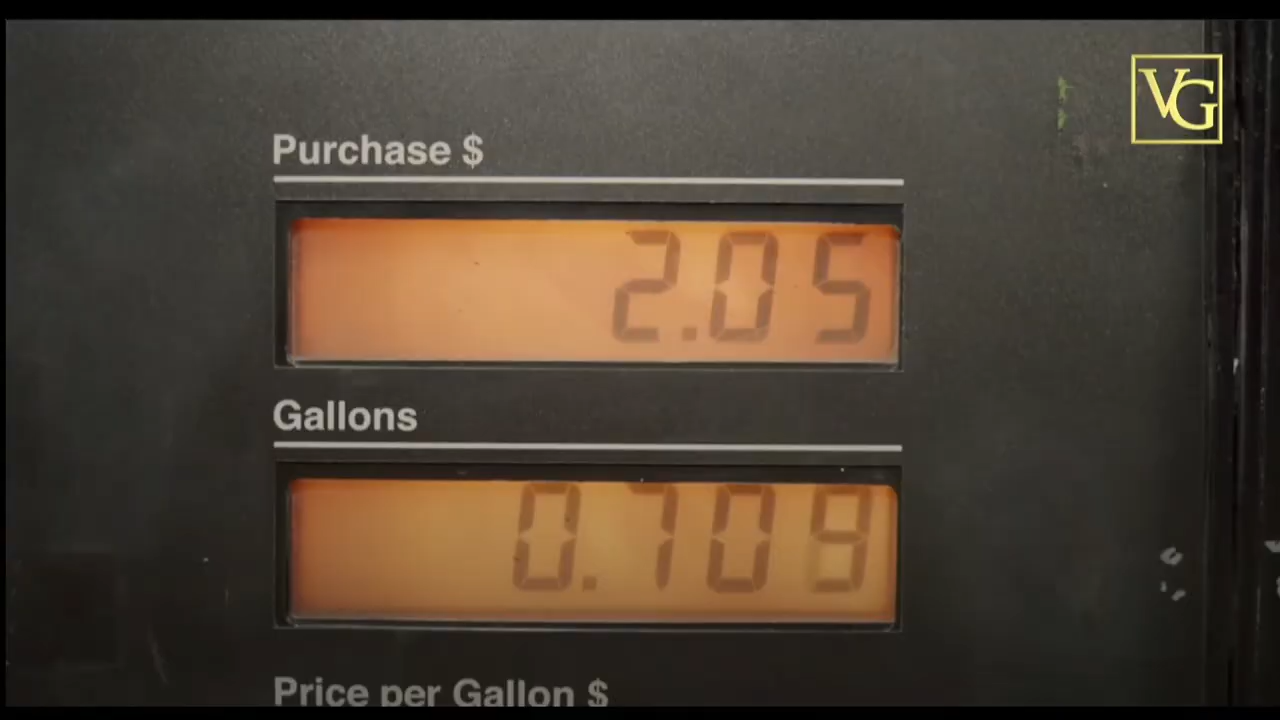 VG
Purchase $
2.05
Gallons
0.709
Price per Gallon $